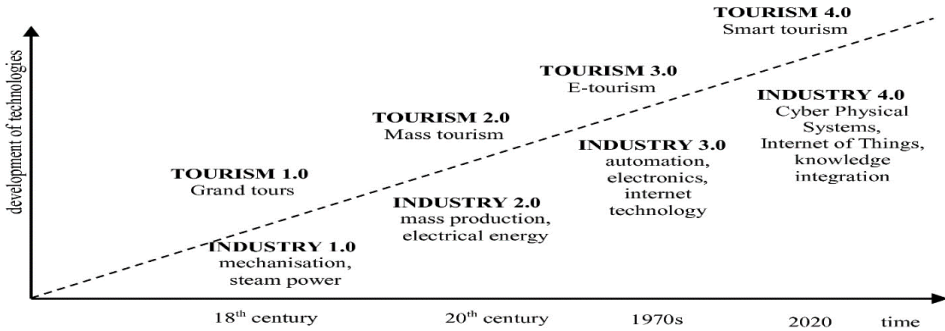 development of technologies
TOURISM 1.0
Grand tours
TOURISM 2.0
Mass tourism
TOURISM 3.0
E-tourism
TOURISM 4.0
Smart tourism
INDUSTRY 1.0
mechanisation,
steam power
INDUSTRY 2.0
mass production,
electrical energy
INDUSTRY 3.0
automation,
electronics,
internet
technology
INDUSTRY 4.0
Cyber Physical
Systems,
Internet of Things,
knowledge
integration
18th century
20th century
1970s
2020
time